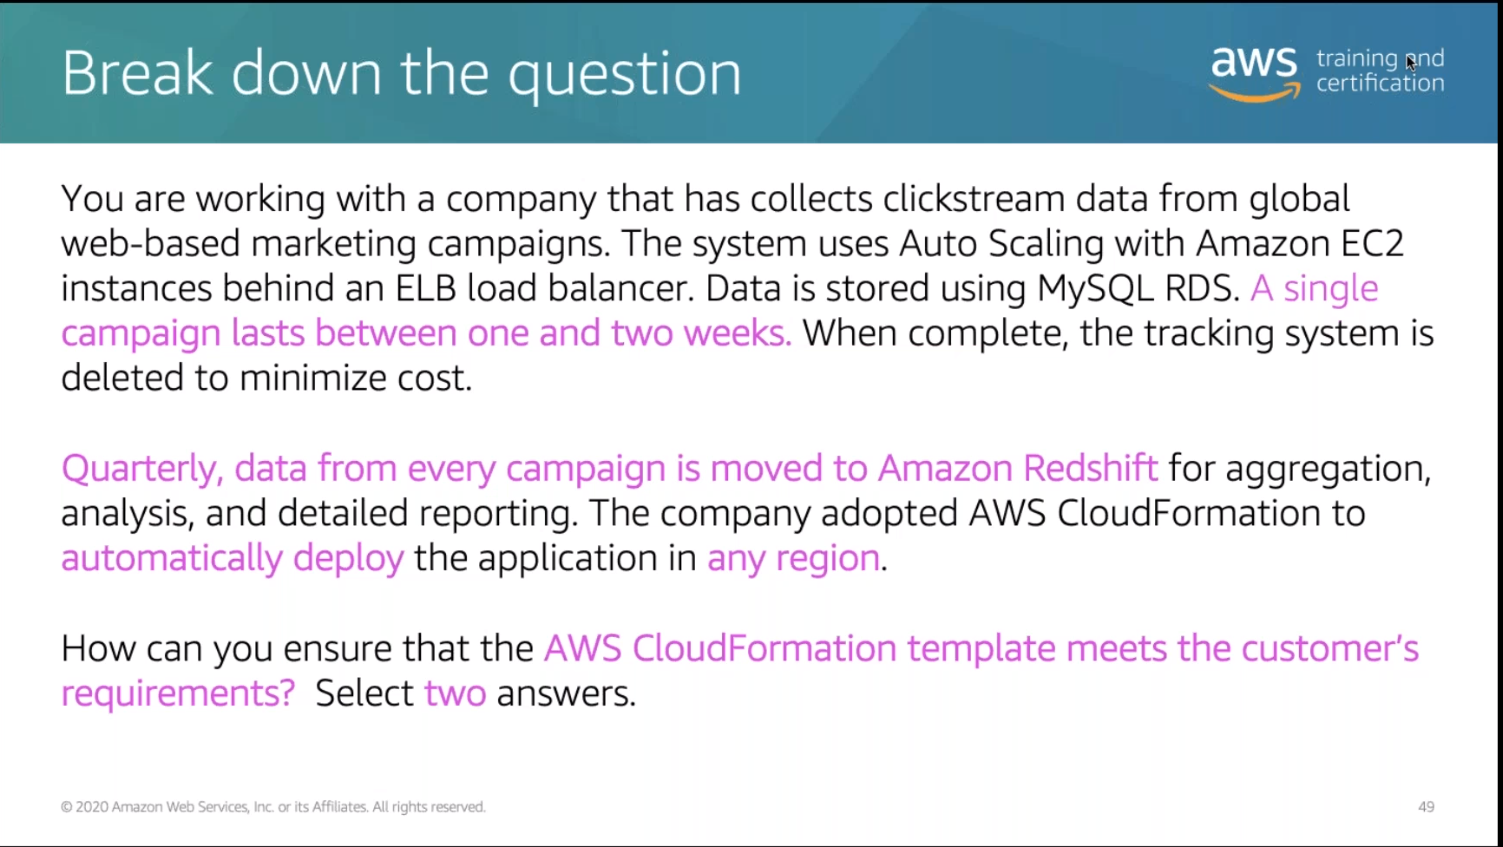 Break down the question
aws training and
certification
You are working with a company that has collects clickstream data from global
web-based marketing campaigns. The system uses Auto Scaling with Amazon EC2
instances behind an ELB load balancer. Data is stored using MySQL RDS. A single
campaign lasts between one and two weeks. When complete, the tracking system is
deleted to minimize cost.
Quarterly, data from every campaign is moved to Amazon Redshift for aggregation,
analysis, and detailed reporting. The company adopted AWS CloudFormation to
automatically deploy the application in any region.
How can you ensure that the AWS CloudFormation template meets the customer’s
requirements? Select two answers.
© 2020 Amazon Web Services, Inc. or its Affiliates. All rights reserved.
49